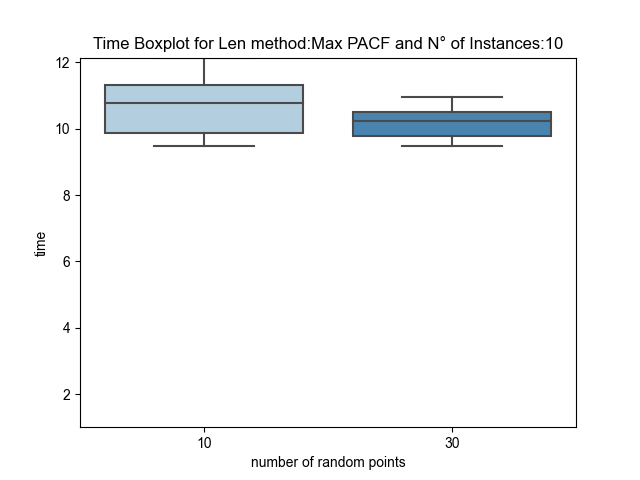 Time Boxplot for Len method:Max PACF and N° of Instances:10
12
10
8
6
4
2
time
10 30
number of random points